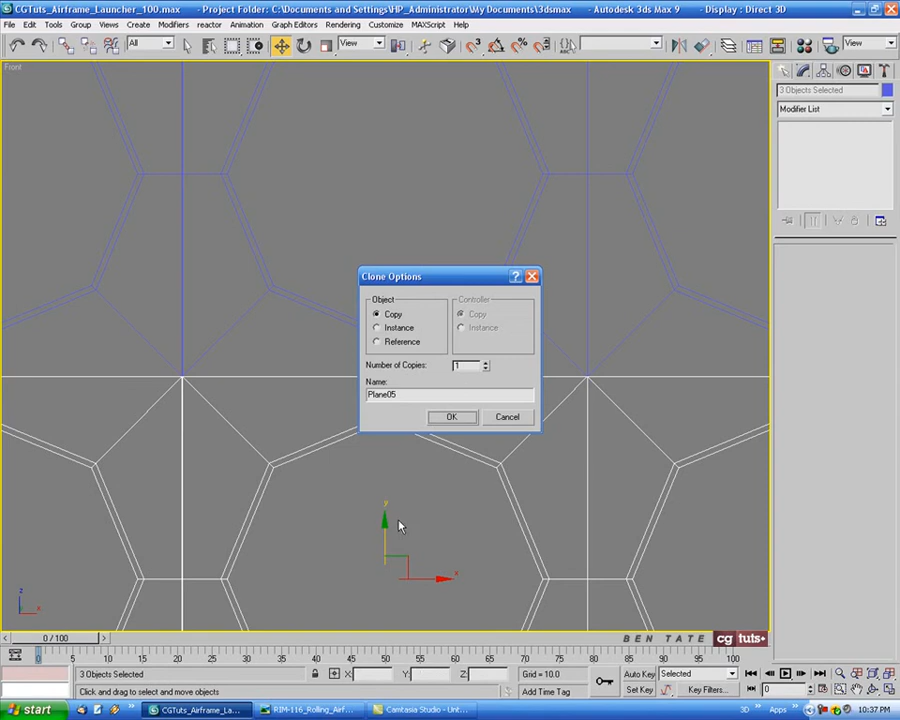 CGTuts_Airframe_Launcher_100.max - Project Folder: C:\Documents and Settings\HP_Administrator\My Documents\3dsmax - Autodesk 3ds Max 9 - Display : Direct 3D
File Edit Tools Group Views Create Modifiers reactor Animation Graph Editors Rendering Customize MAXScript Help
All View View
Front
3 Objects Selected
Modifier List
Clone Options
Object Controller
Copy Copy
Instance Instance
Reference
Number of Copies: 1
Name:
Plane05
OK Cancel
y
x
z
x
BEN TATE cg tuts+
0 / 100
0 5 10 15 20 25 30 35 40 45 50 55 60 65 70 75 80 85 90 95 100
3 Objects Selected X: Y: Z: Grid = 10.0 Auto Key Selected
Click and drag to select and move objects Add Time Tag Set Key Key Filters... 0
start CGTuts_Airframe_La... RIM-116_Rolling_Airf... Camtasia Studio - Unt... 3D Apps 10:37 PM